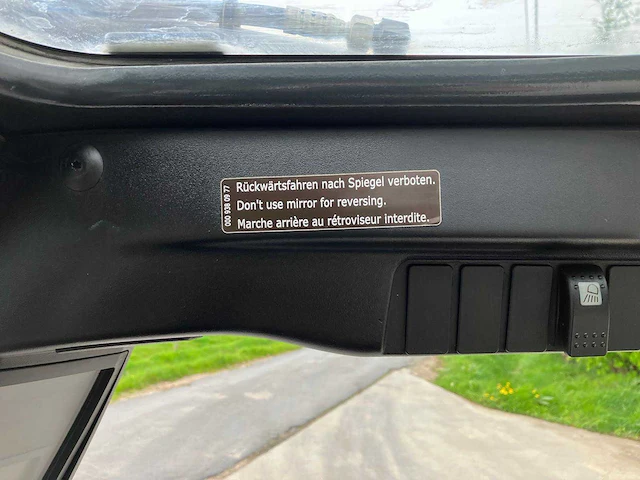 000 938 09 77
Rückwärtsfahren nach Spiegel verboten.
Don't use mirror for reversing.
Marche arrière au rétroviseur interdite.